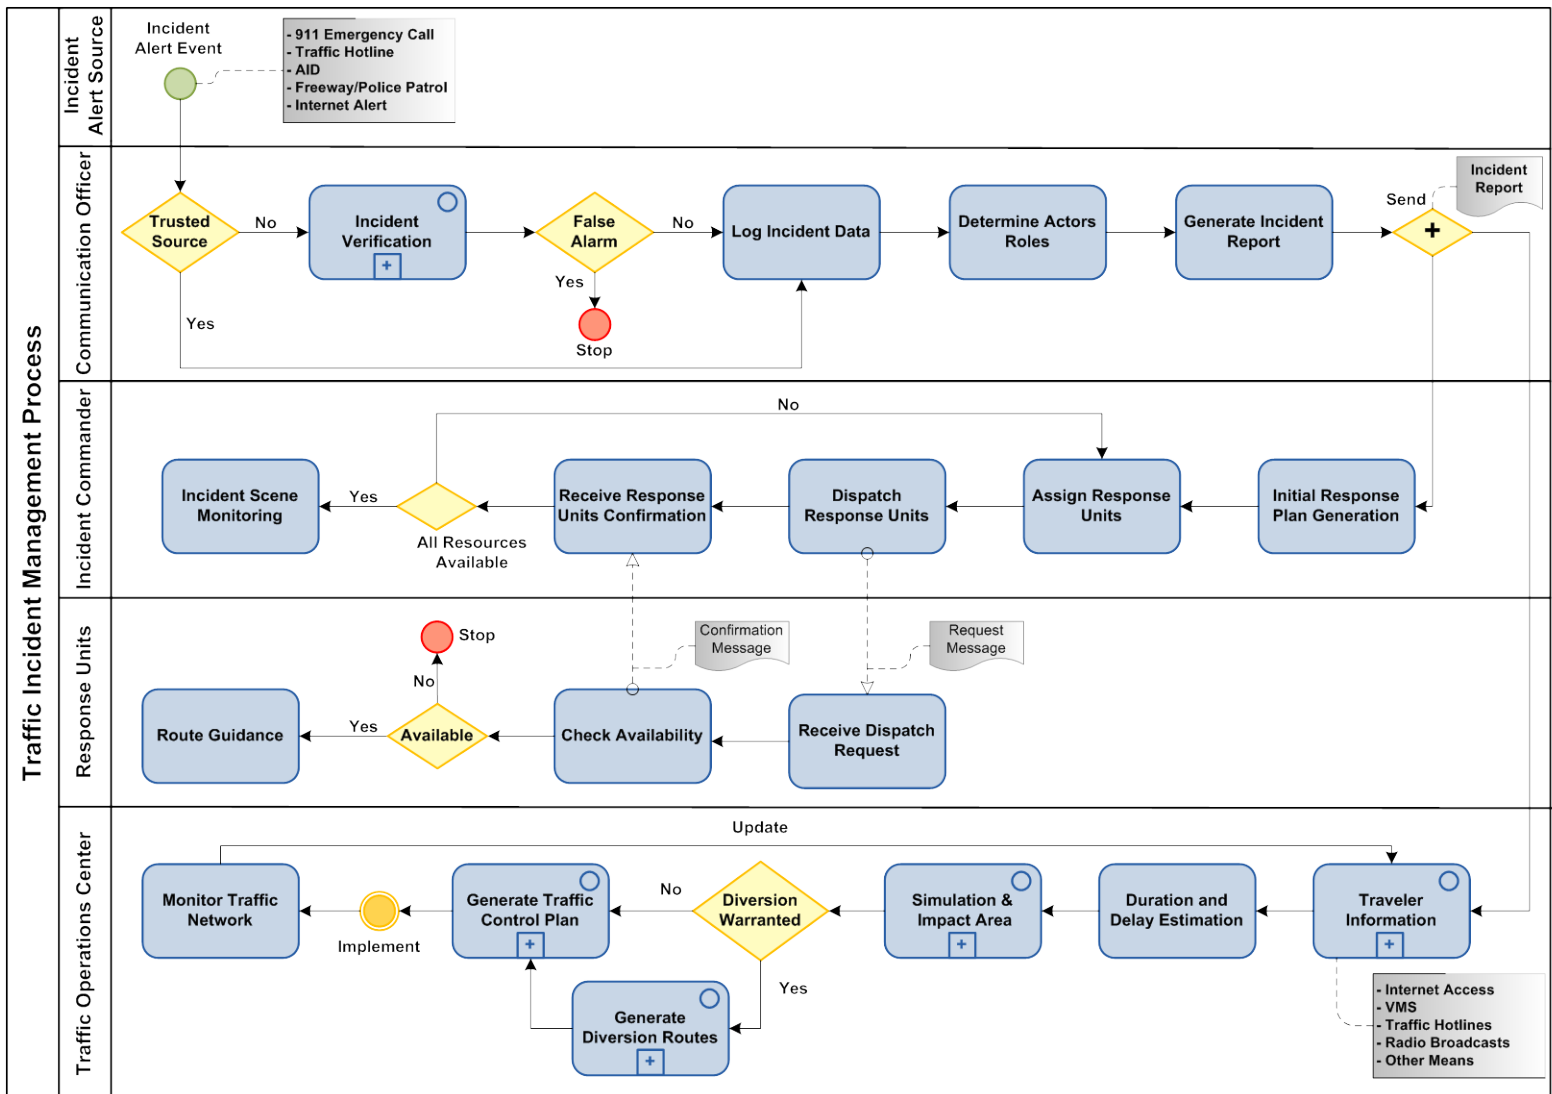 Traffic Incident Management Process
Incident
Alert Source
Incident
Alert Event
- 911 Emergency Call
- Traffic Hotline
- AID
- Freeway/Police Patrol
- Internet Alert
Communication Officer
Trusted
Source
No
Yes
Incident
Verification
+
False
Alarm
No
Yes
Stop
Log Incident Data
Determine Actors
Roles
Generate Incident
Report
Send
+
Incident
Report
Incident Commander
No
Incident Scene
Monitoring
Yes
All Resources
Available
Receive Response
Units Confirmation
Dispatch
Response Units
Assign Response
Units
Initial Response
Plan Generation
Response Units
Stop
No
Confirmation
Message
Request
Message
Route Guidance
Yes
Available
Check Availability
Receive Dispatch
Request
Traffic Operations Center
Update
Monitor Traffic
Network
Implement
Generate Traffic
Control Plan
+
No
Diversion
Warranted
Yes
Generate
Diversion Routes
+
Simulation &
Impact Area
+
Duration and
Delay Estimation
Traveler
Information
+
- Internet Access
- VMS
- Traffic Hotlines
- Radio Broadcasts
- Other Means